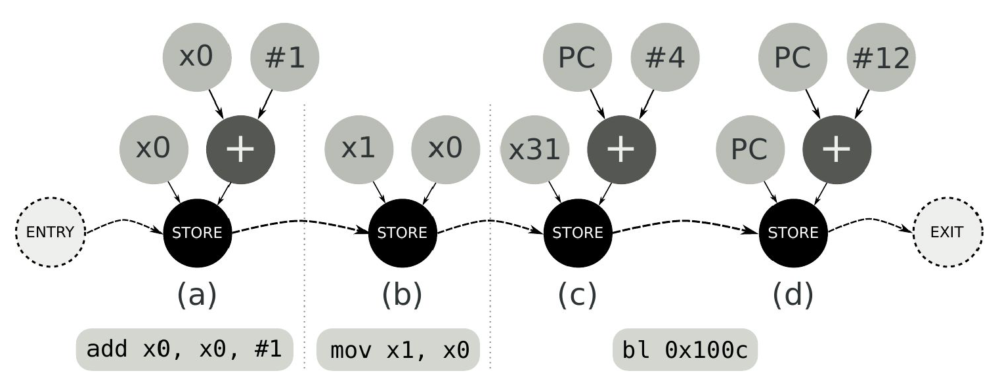 x0 #1 PC #4 PC #12
x0 + x1 x0 x31 + PC +
ENTRY STORE STORE STORE STORE EXIT
(a) (b) (c) (d)
add x0, x0, #1 mov x1, x0 bl 0x100c